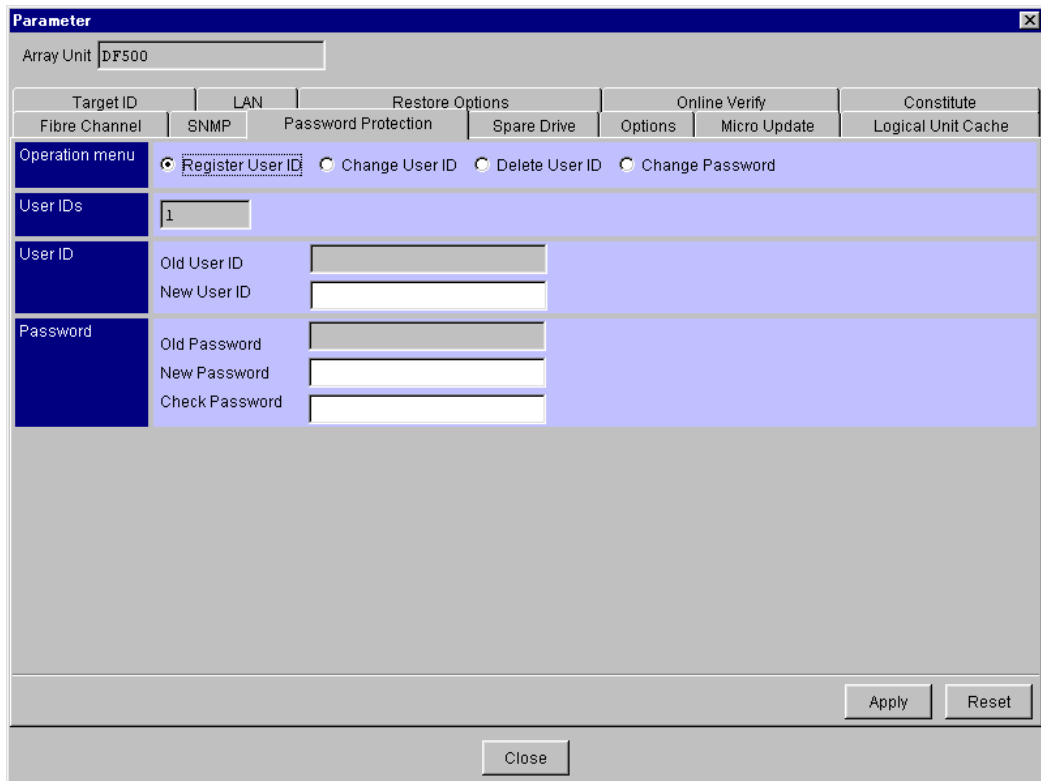 Parameter
Array Unit DF500
Target ID LAN Restore Options Online Verify Constitute
Fibre Channel SNMP Password Protection Spare Drive Options Micro Update Logical Unit Cache
Operation menu Register User ID Change User ID Delete User ID Change Password
User IDs 1
User ID
Old User ID
New User ID
Password
Old Password
New Password
Check Password
Apply Reset
Close